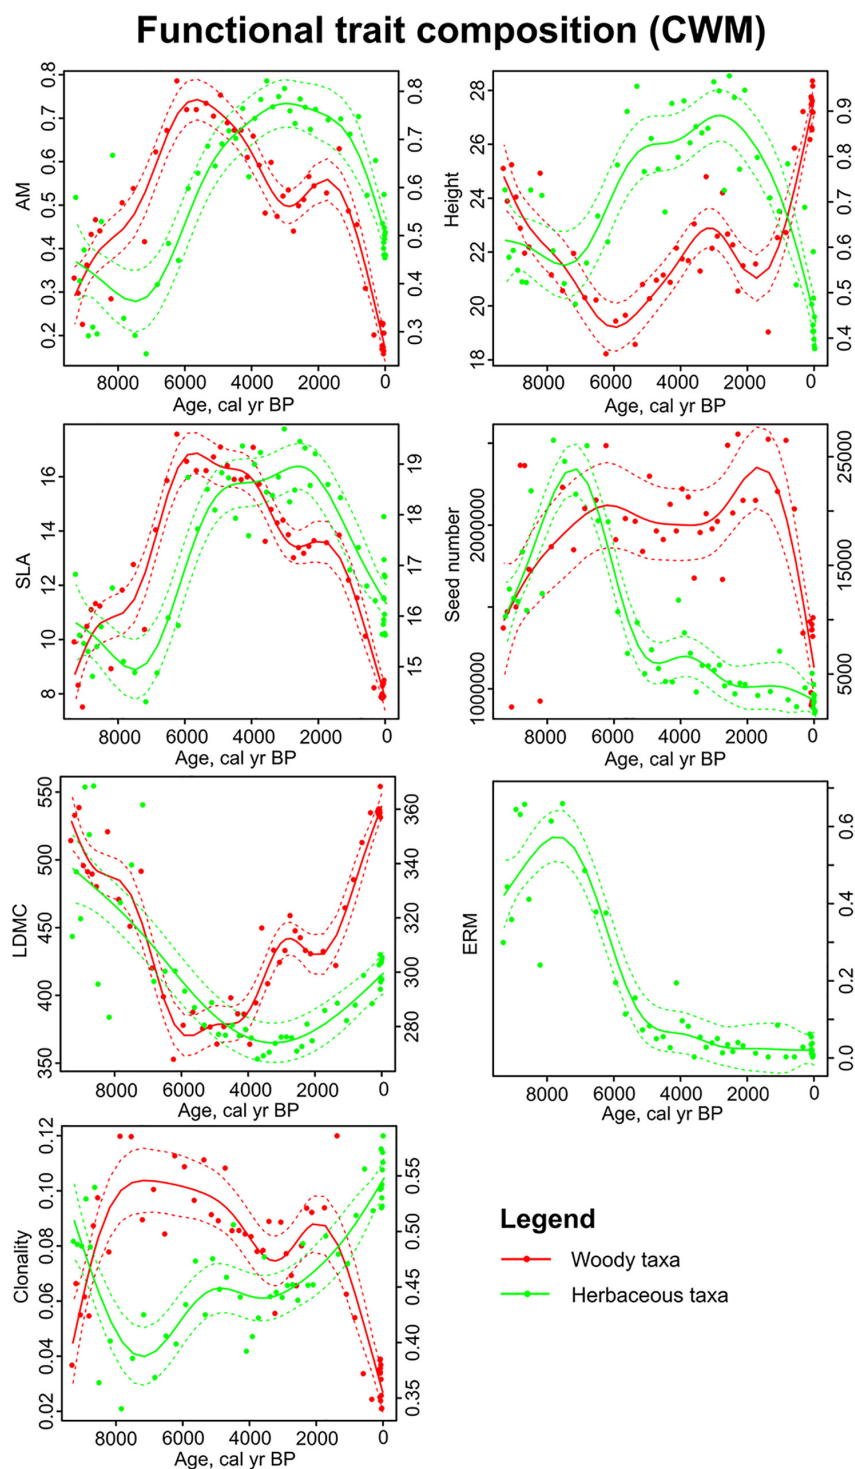 Functional trait composition (CWM)
AM
0.2 0.3 0.4 0.5 0.6 0.7 0.8
0.3 0.4 0.5 0.6 0.7 0.8
8000 6000 4000 2000 0
Age, cal yr BP
Height
18 20 22 24 26 28
0.4 0.5 0.6 0.7 0.8 0.9
8000 6000 4000 2000 0
Age, cal yr BP
SLA
8 10 12 14 16
15 16 17 18 19
8000 6000 4000 2000 0
Age, cal yr BP
Seed number
1000000 2000000
5000 15000 25000
8000 6000 4000 2000 0
Age, cal yr BP
LDMC
350 400 450 500 550
280 300 320 340 360
8000 6000 4000 2000 0
Age, cal yr BP
ERM
0.0 0.2 0.4 0.6
8000 6000 4000 2000 0
Age, cal yr BP
Clonality
0.02 0.04 0.06 0.08 0.10 0.12
0.35 0.40 0.45 0.50 0.55
8000 6000 4000 2000 0
Age, cal yr BP
Legend
Woody taxa
Herbaceous taxa